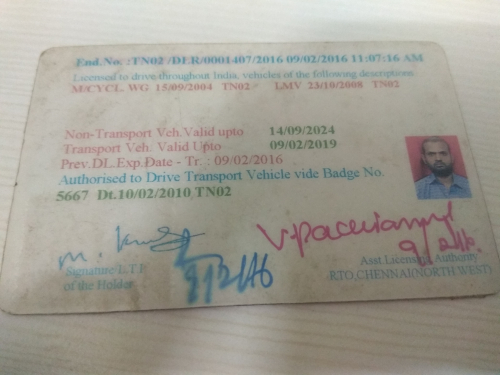 End. No. :TN02 /DLR/0001407/2016 09/02/2016 11:07:16 AM
Licensed to drive throughout India, vehicles of the following descriptions
M/CYCL. WG 15/09/2004 TN02 LMV 23/10/2008 TN02
Non-Transport Veh.Valid upto 14/09/2024
Transport Veh. Valid Upto 09/02/2019
Prev.DL.Exp.Date - Tr. : 09/02/2016
Authorised to Drive Transport Vehicle vide Badge No.
5667 Dt.10/02/2010 TN02
9/2/16
9/2/16
Signature L.T.I
of the Holder
Asst Licensing Authority
RTO,CHENNAI(NORTH WEST)